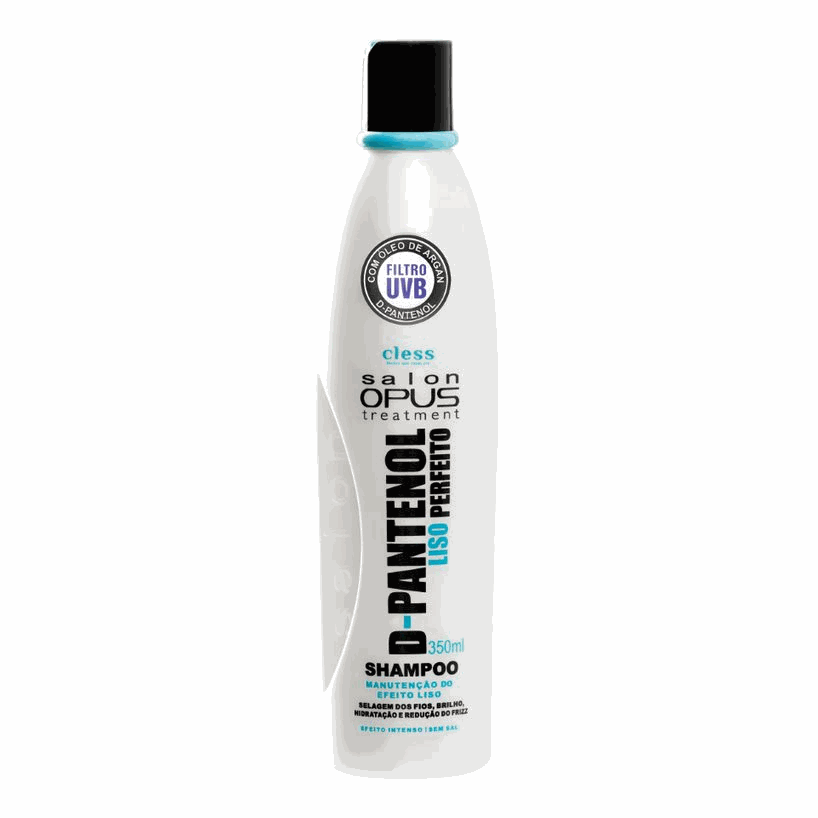 COM ÓLEO DE ARGAN
FILTRO
UVB
D-PANTENOL
cless
salon
OPUS
treatment
D-PANTENOL
LISO PERFEITO
350ml
SHAMPOO
MANUTENÇÃO DO
EFEITO LISO
SELAGEM DOS FIOS, BRILHO,
HIDRATAÇÃO E REDUÇÃO DO FRIZZ
EFEITO INTENSO | SEM SAL
salon